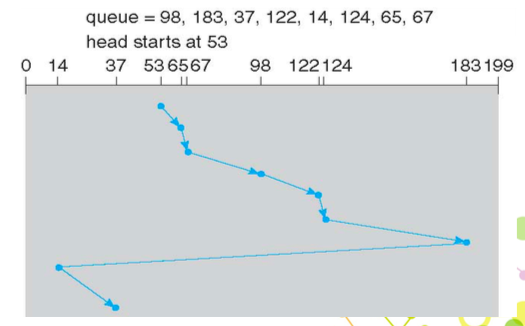 queue = 98, 183, 37, 122, 14, 124, 65, 67
head starts at 53
0 14 37 53 65 67 98 122 124 183 199